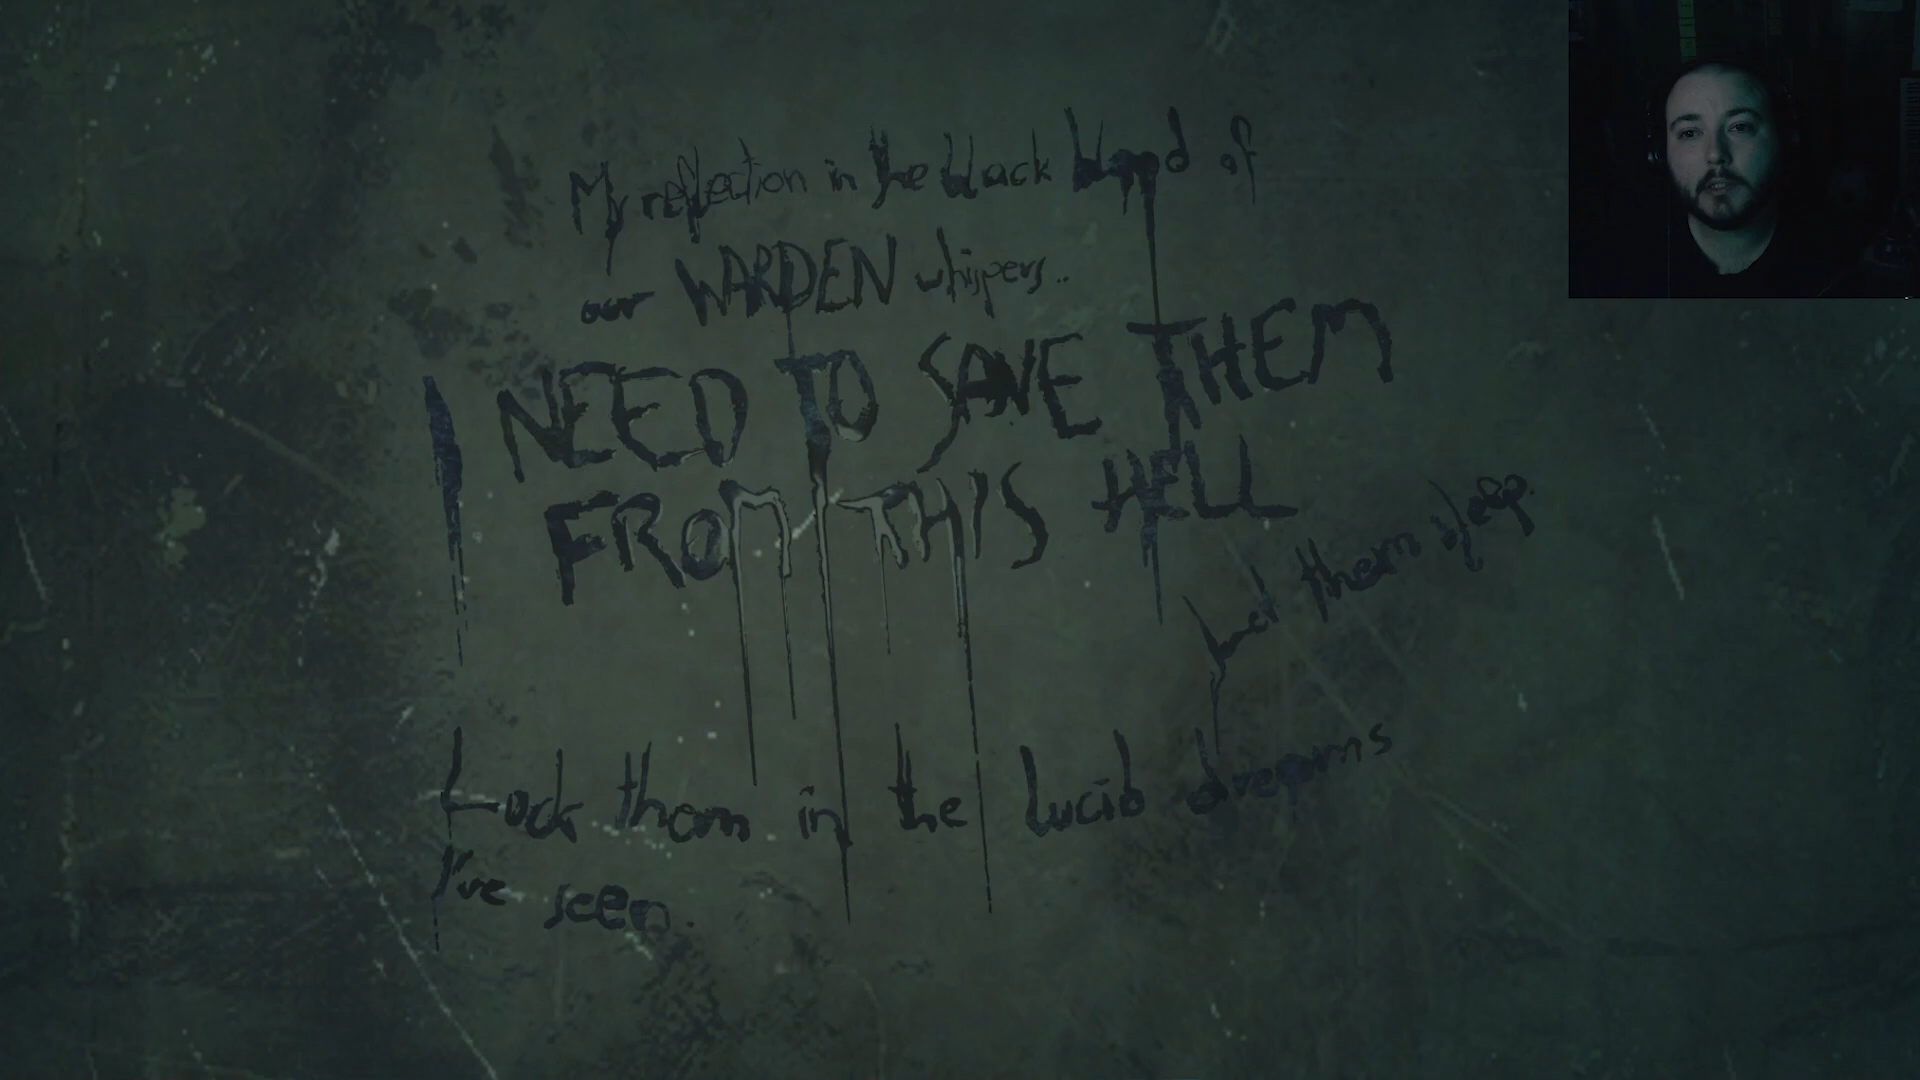 My reflection in the black blood of
our WARDEN whispers..
I NEED TO SAVE THEM
FROM THIS HELL
Let them sleep.
Lock them in the lucid dreams
I've seen.